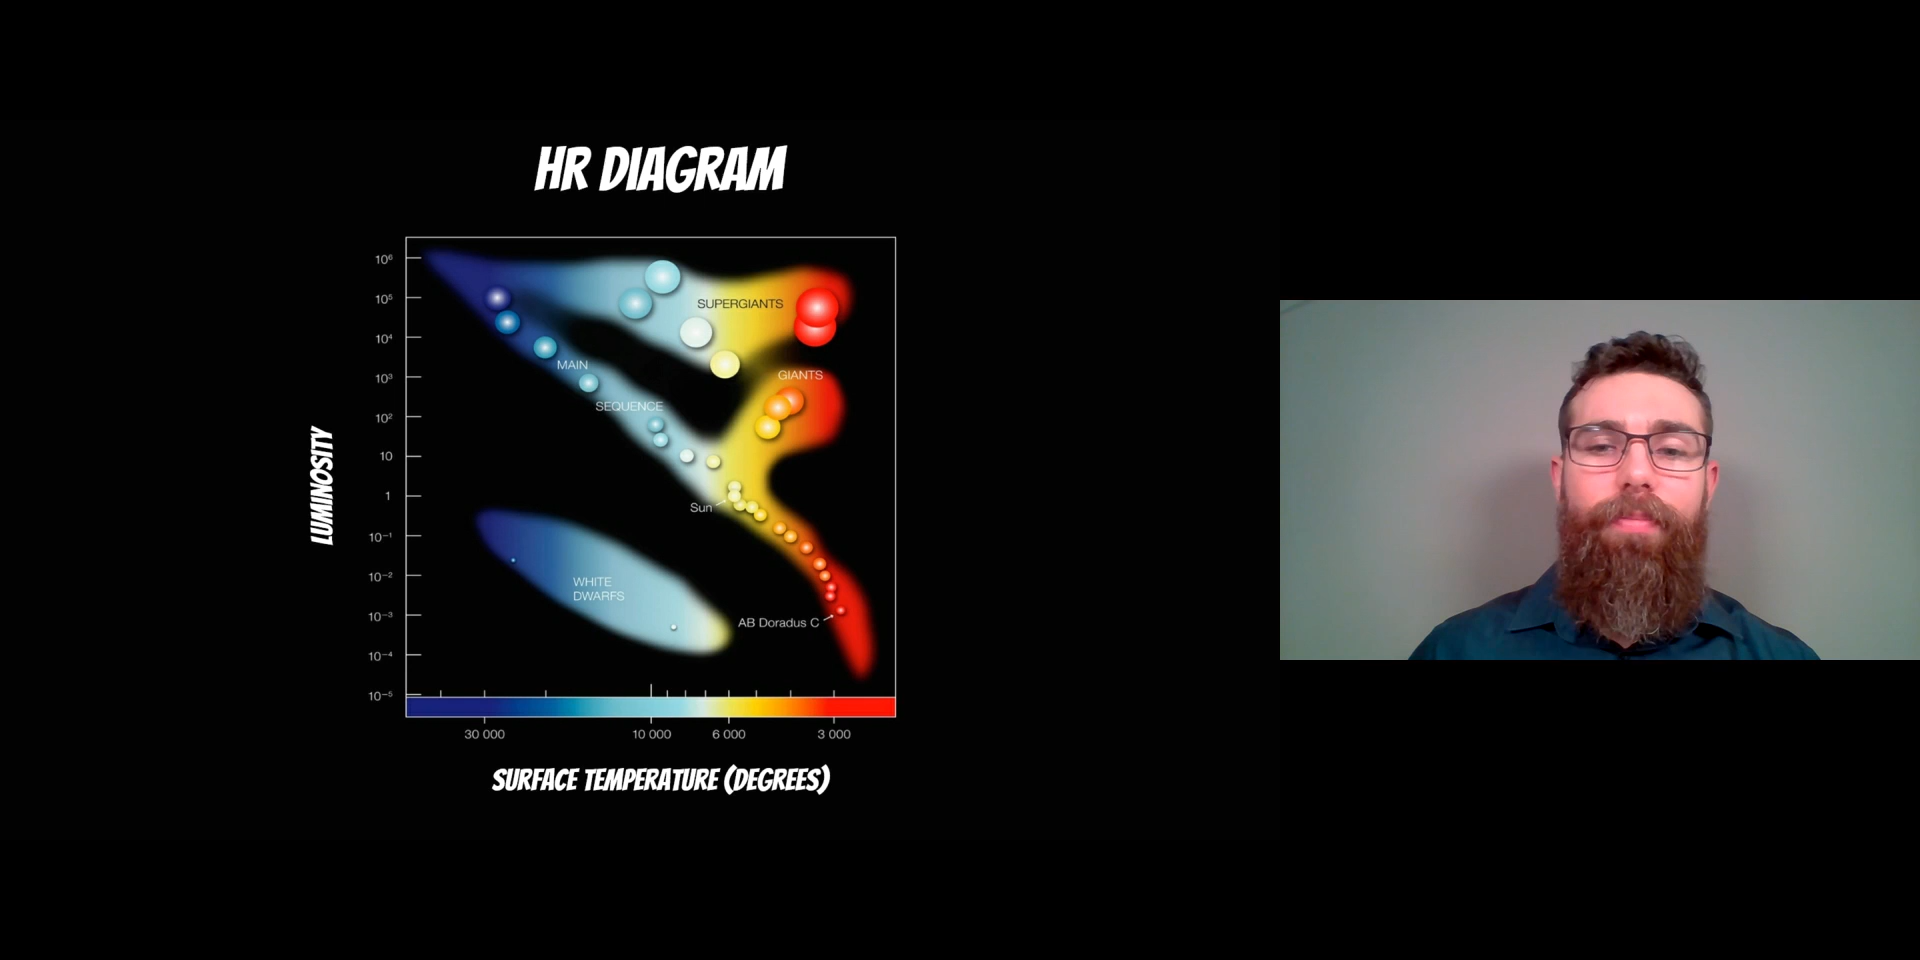 HR DIAGRAM
10⁶
10⁵
10⁴
10³
10²
10
1
10⁻¹
10⁻²
10⁻³
10⁻⁴
10⁻⁵
LUMINOSITY
SUPERGIANTS
MAIN
GIANTS
SEQUENCE
Sun
WHITE
DWARFS
AB Doradus C
30 000 10 000 6 000 3 000
SURFACE TEMPERATURE (DEGREES)